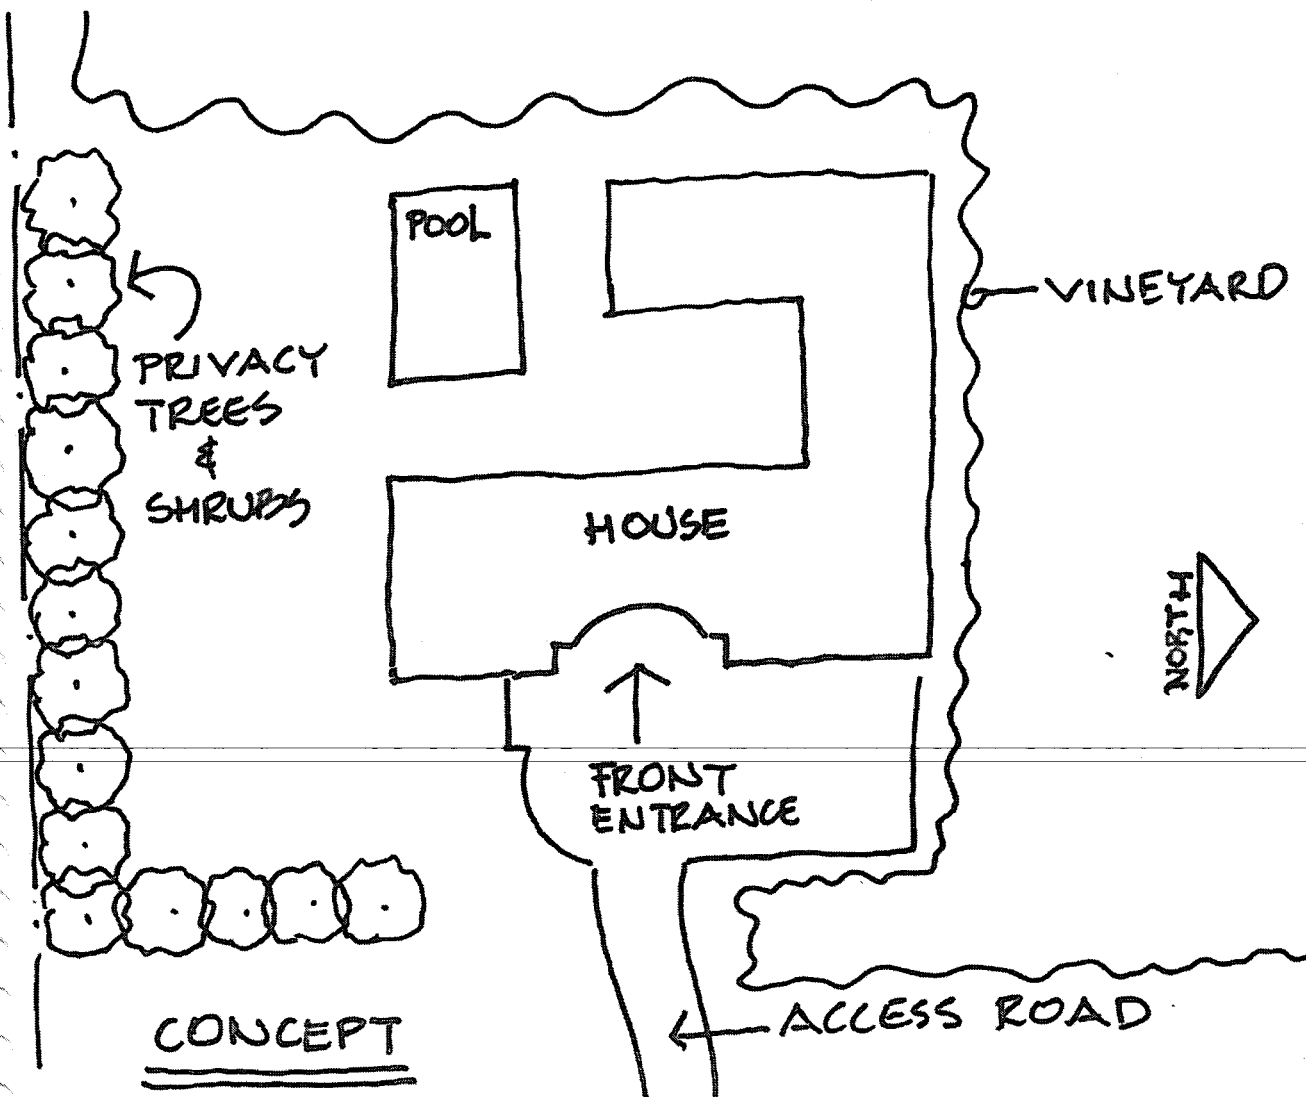 POOL
VINEYARD
PRIVACY
TREES
&
SHRUBS
HOUSE
NORTH
FRONT
ENTRANCE
ACCESS ROAD
CONCEPT